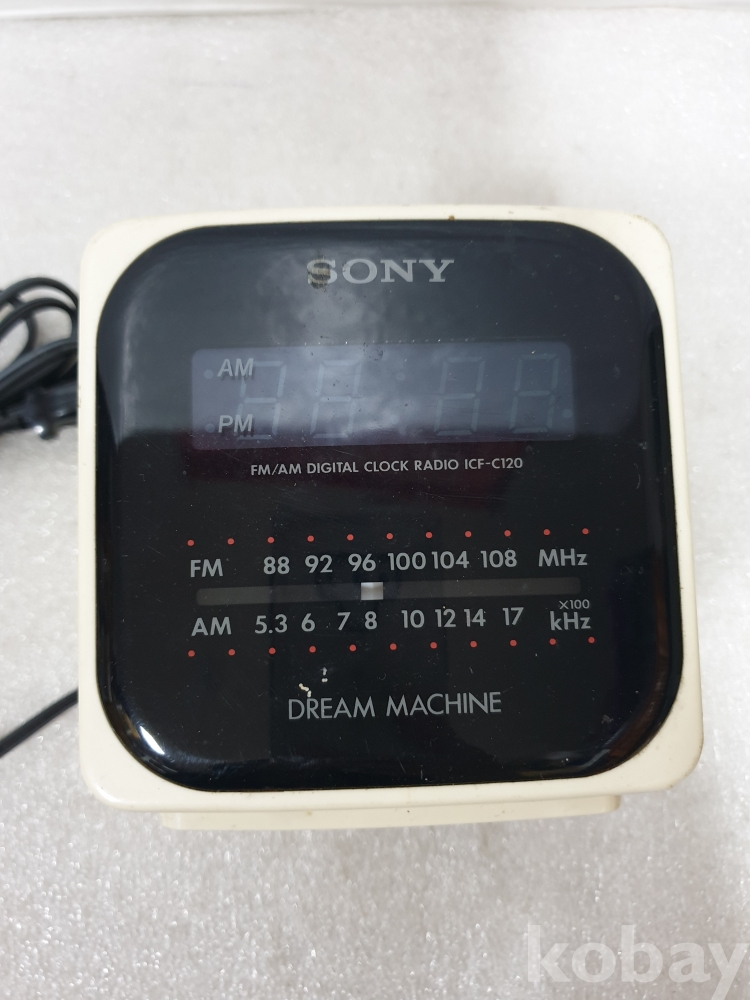 SONY
AM
PM
FM/AM DIGITAL CLOCK RADIO ICF-C120
FM 88 92 96 100 104 108 MHz
AM 5.3 6 7 8 10 12 14 17 X100 kHz
DREAM MACHINE
kobay